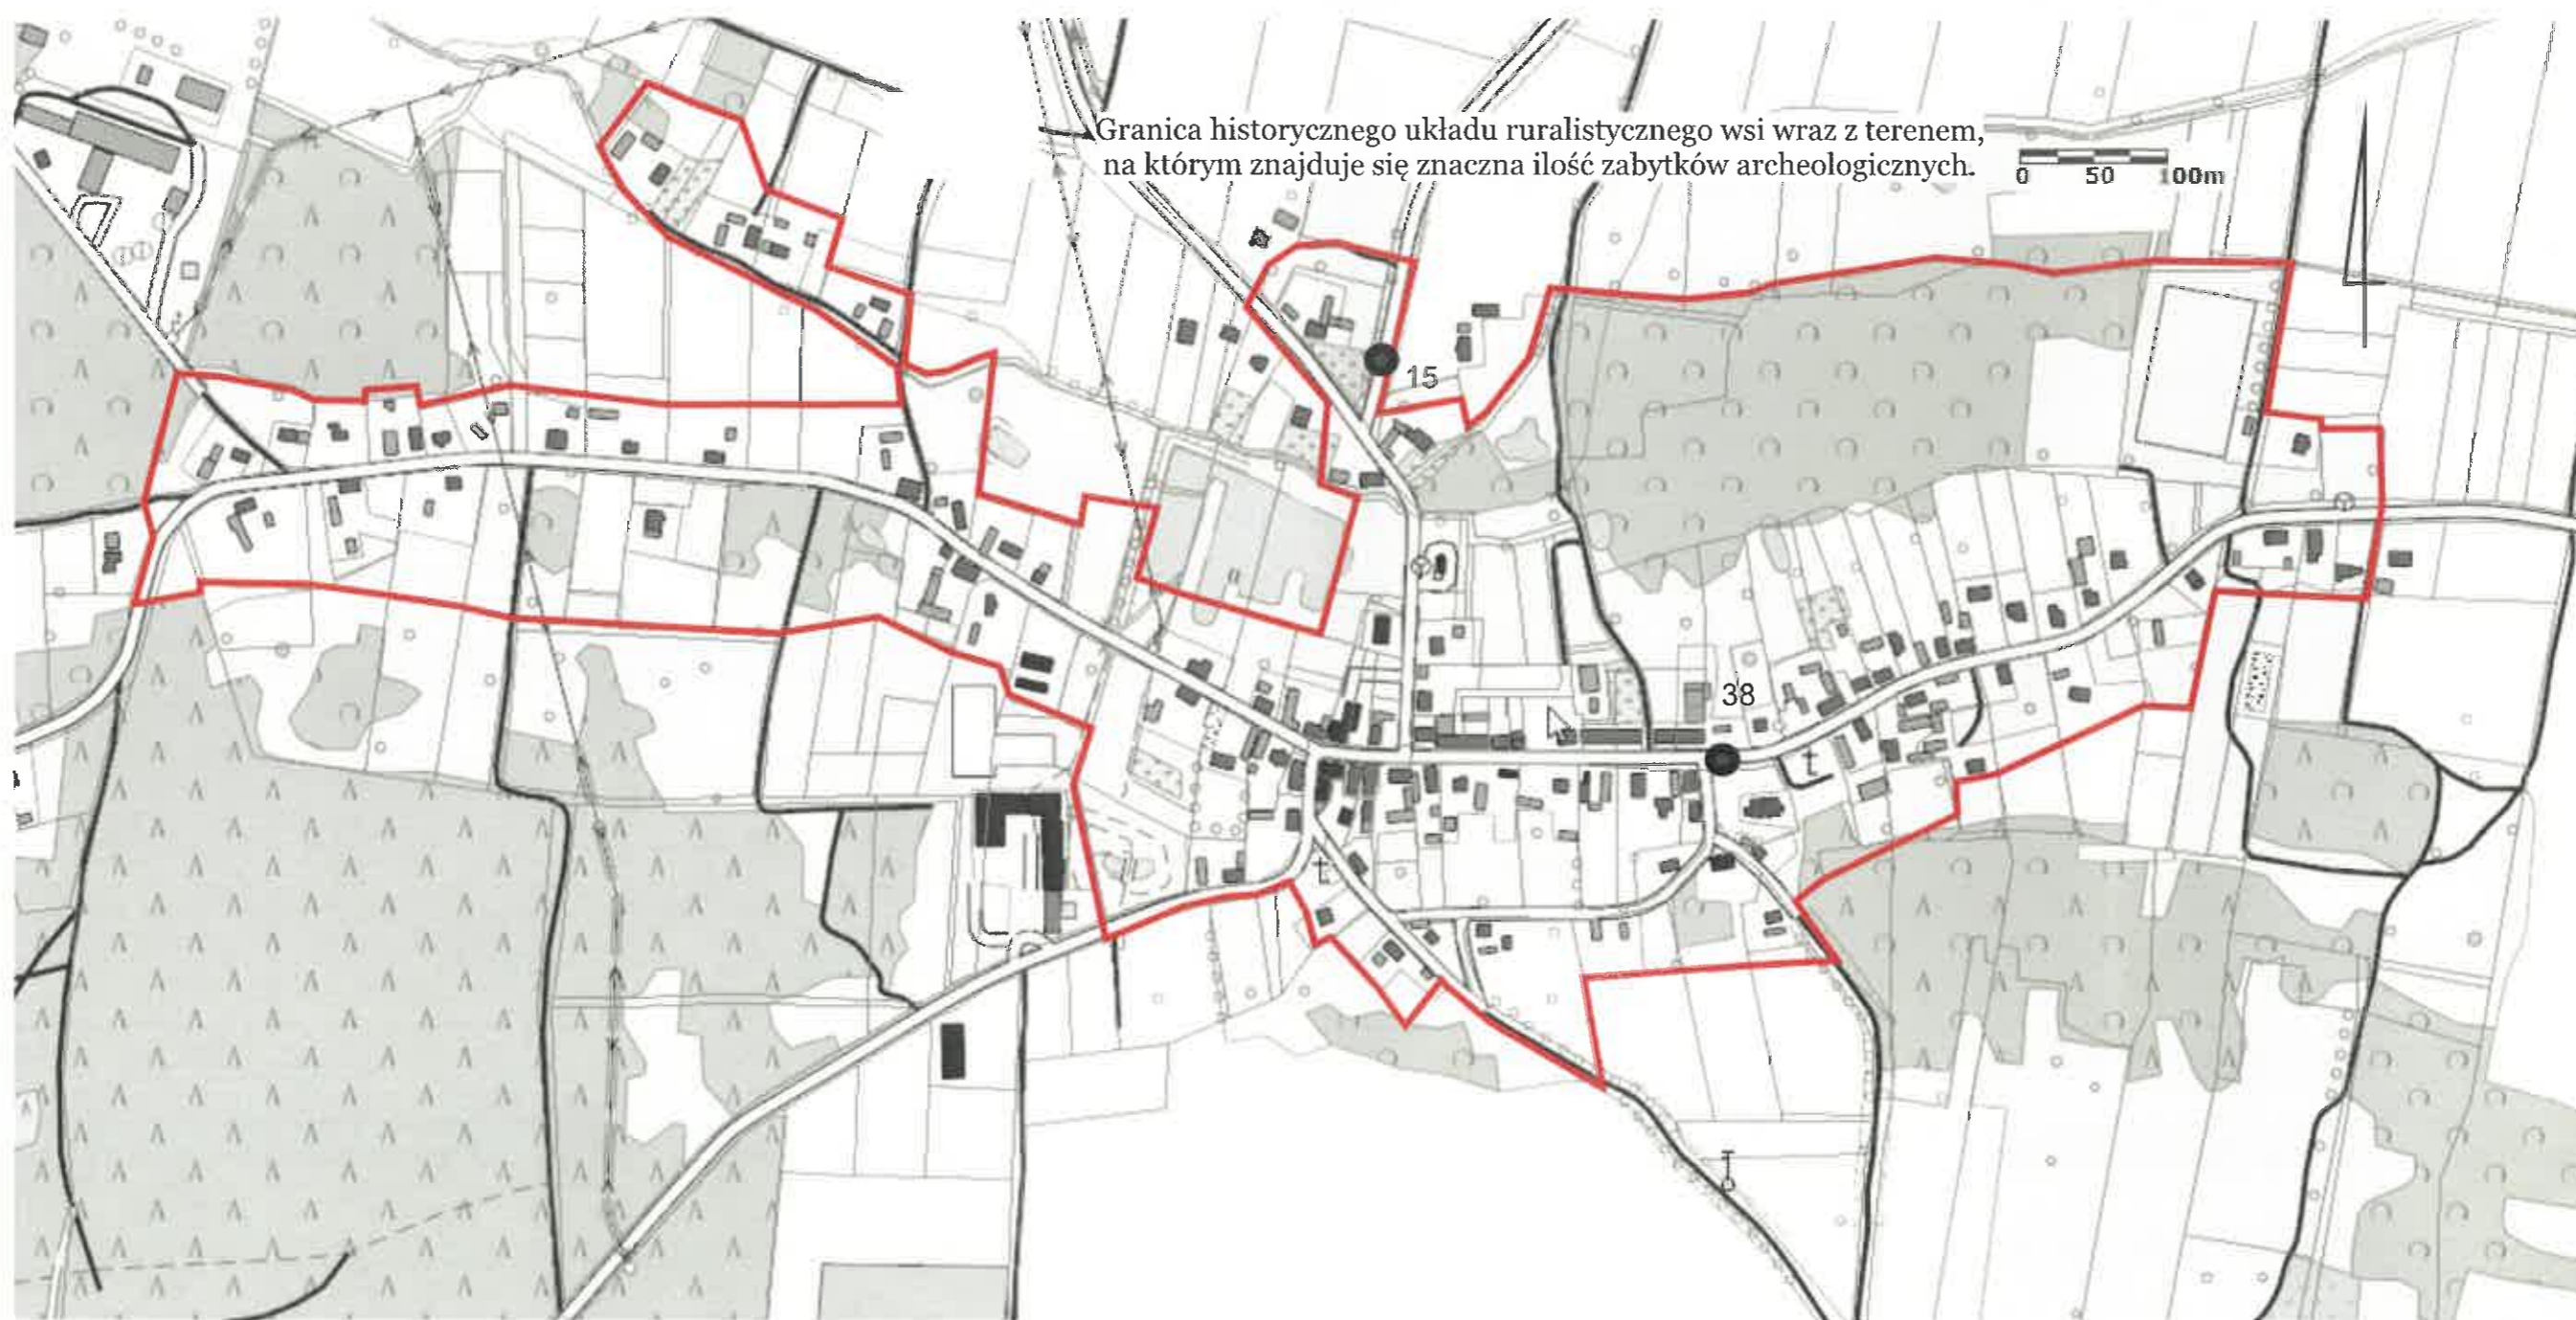 Granica historycznego układu ruralistycznego wsi wraz z terenem,
na którym znajduje się znaczna ilość zabytków archeologicznych.
0 50 100m
15
38